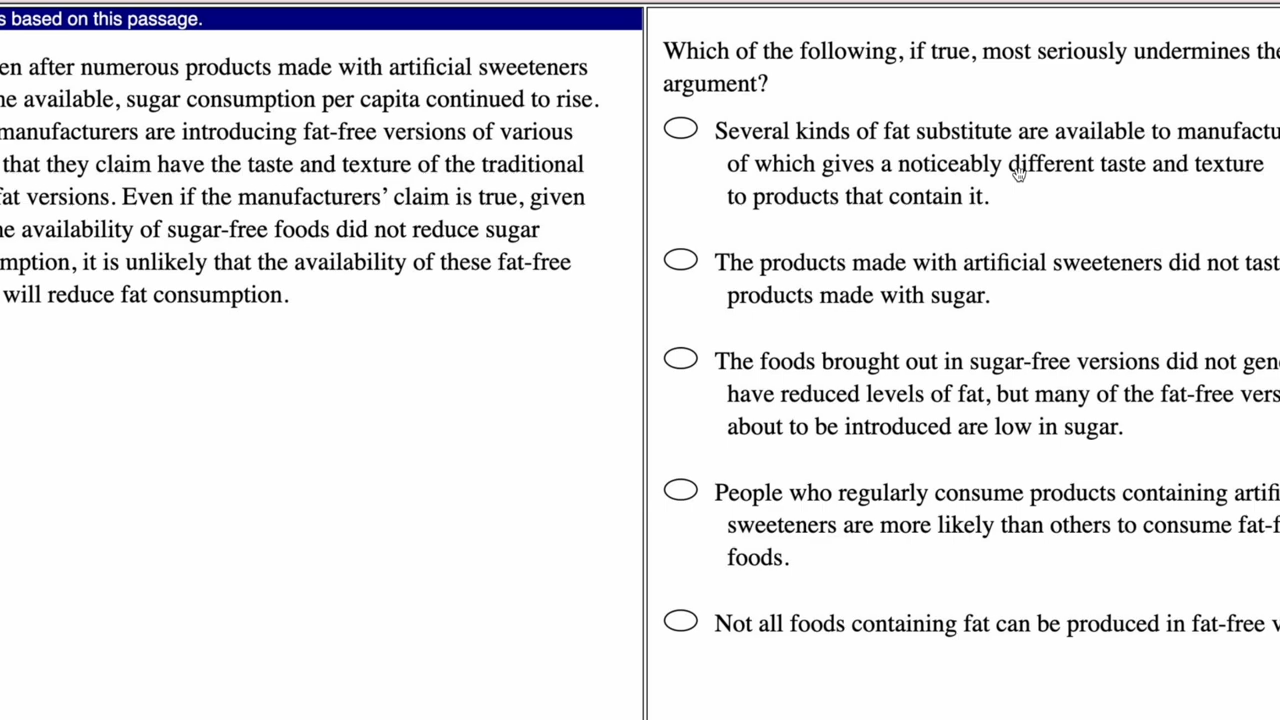 s based on this passage.
en after numerous products made with artificial sweeteners
ne available, sugar consumption per capita continued to rise.
manufacturers are introducing fat-free versions of various
that they claim have the taste and texture of the traditional
fat versions. Even if the manufacturers’ claim is true, given
ne availability of sugar-free foods did not reduce sugar
mption, it is unlikely that the availability of these fat-free
will reduce fat consumption.
Which of the following, if true, most seriously undermines the
argument?
Several kinds of fat substitute are available to manufactu
of which gives a noticeably different taste and texture
to products that contain it.
The products made with artificial sweeteners did not tast
products made with sugar.
The foods brought out in sugar-free versions did not gene
have reduced levels of fat, but many of the fat-free vers
about to be introduced are low in sugar.
People who regularly consume products containing artifi
sweeteners are more likely than others to consume fat-f
foods.
Not all foods containing fat can be produced in fat-free v